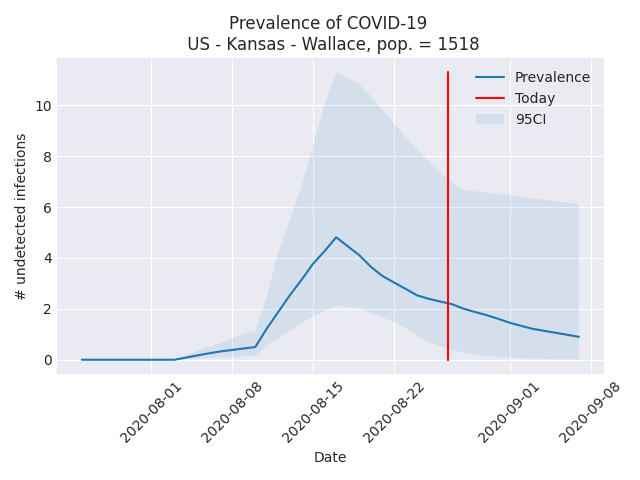 Prevalence of COVID-19
US - Kansas - Wallace, pop. = 1518
Prevalence
Today
95CI
# undetected infections
10
8
6
4
2
0
2020-08-01
2020-08-08
2020-08-15
2020-08-22
2020-09-01
2020-09-08
Date